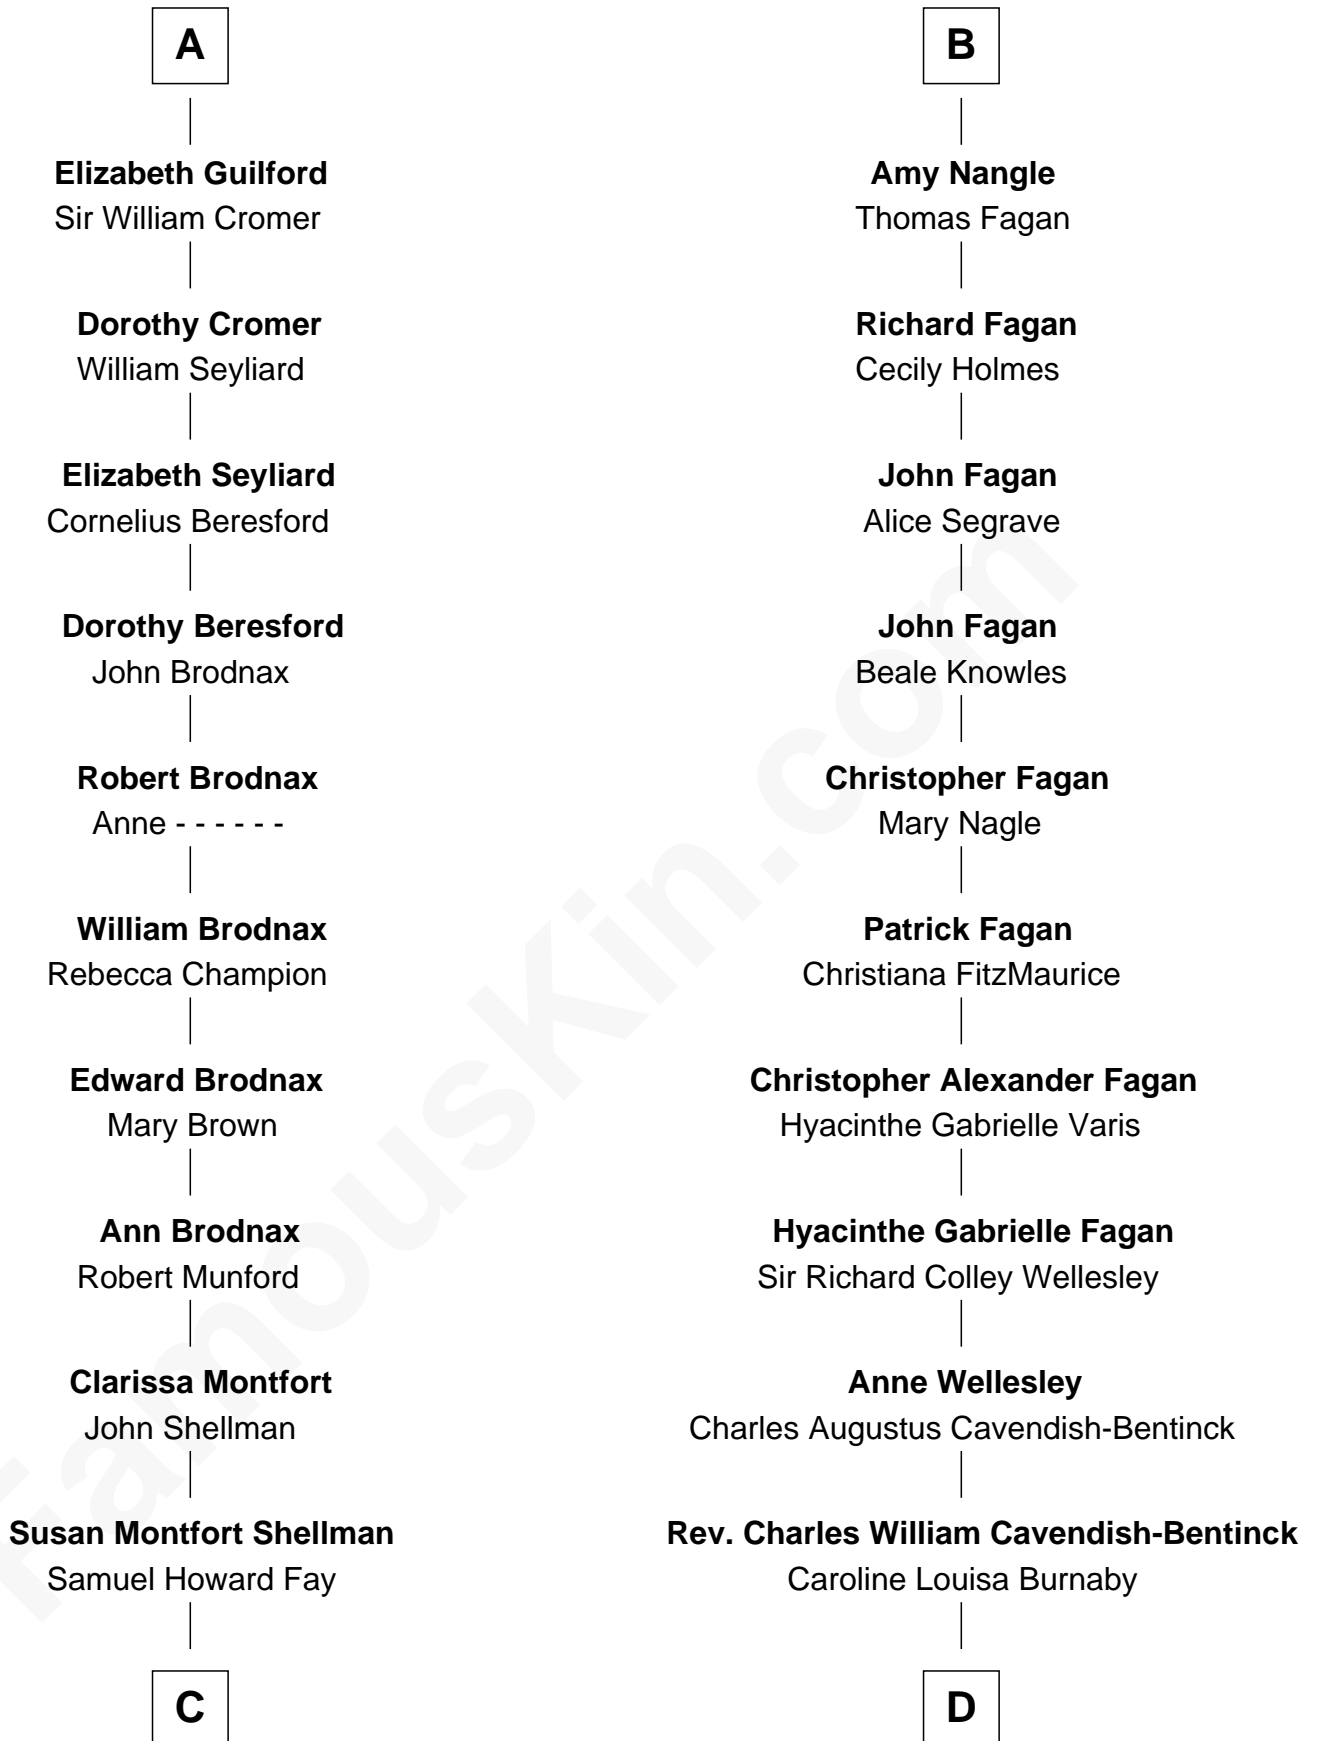 A
Elizabeth Guilford
Sir William Cromer
Dorothy Cromer
William Seyliard
Elizabeth Seyliard
Cornelius Beresford
Dorothy Beresford
John Brodnax
Robert Brodnax
Anne - - - - - -
William Brodnax
Rebecca Champion
Edward Brodnax
Mary Brown
Ann Brodnax
Robert Munford
Clarissa Montfort
John Shellman
Susan Montfort Shellman
Samuel Howard Fay
C
B
Amy Nangle
Thomas Fagan
Richard Fagan
Cecily Holmes
John Fagan
Alice Segrave
John Fagan
Beale Knowles
Christopher Fagan
Mary Nagle
Patrick Fagan
Christiana FitzMaurice
Christopher Alexander Fagan
Hyacinthe Gabrielle Varis
Hyacinthe Gabrielle Fagan
Sir Richard Colley Wellesley
Anne Wellesley
Charles Augustus Cavendish-Bentinck
Rev. Charles William Cavendish-Bentinck
Caroline Louisa Burnaby
D
FamousKin.com